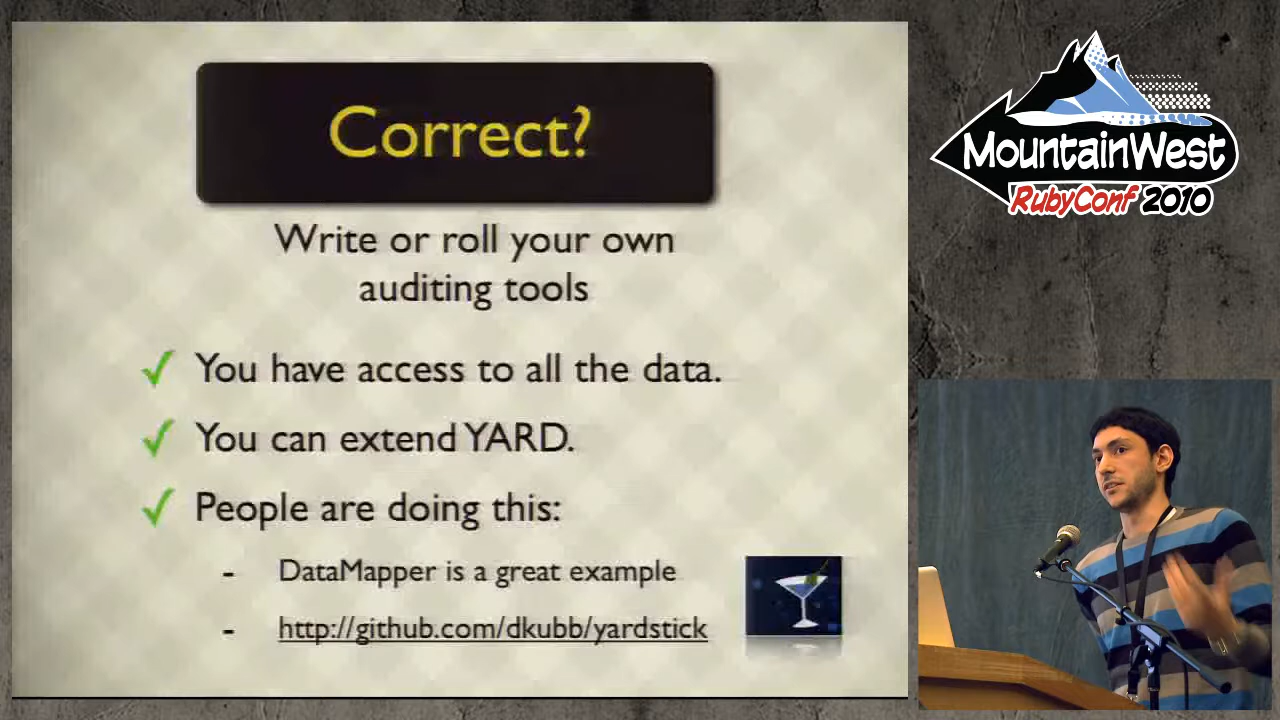 Correct?
Write or roll your own
auditing tools
✓ You have access to all the data.
✓ You can extend YARD.
✓ People are doing this:
- DataMapper is a great example
- http://github.com/dkubb/yardstick
MountainWest
RubyConf 2010